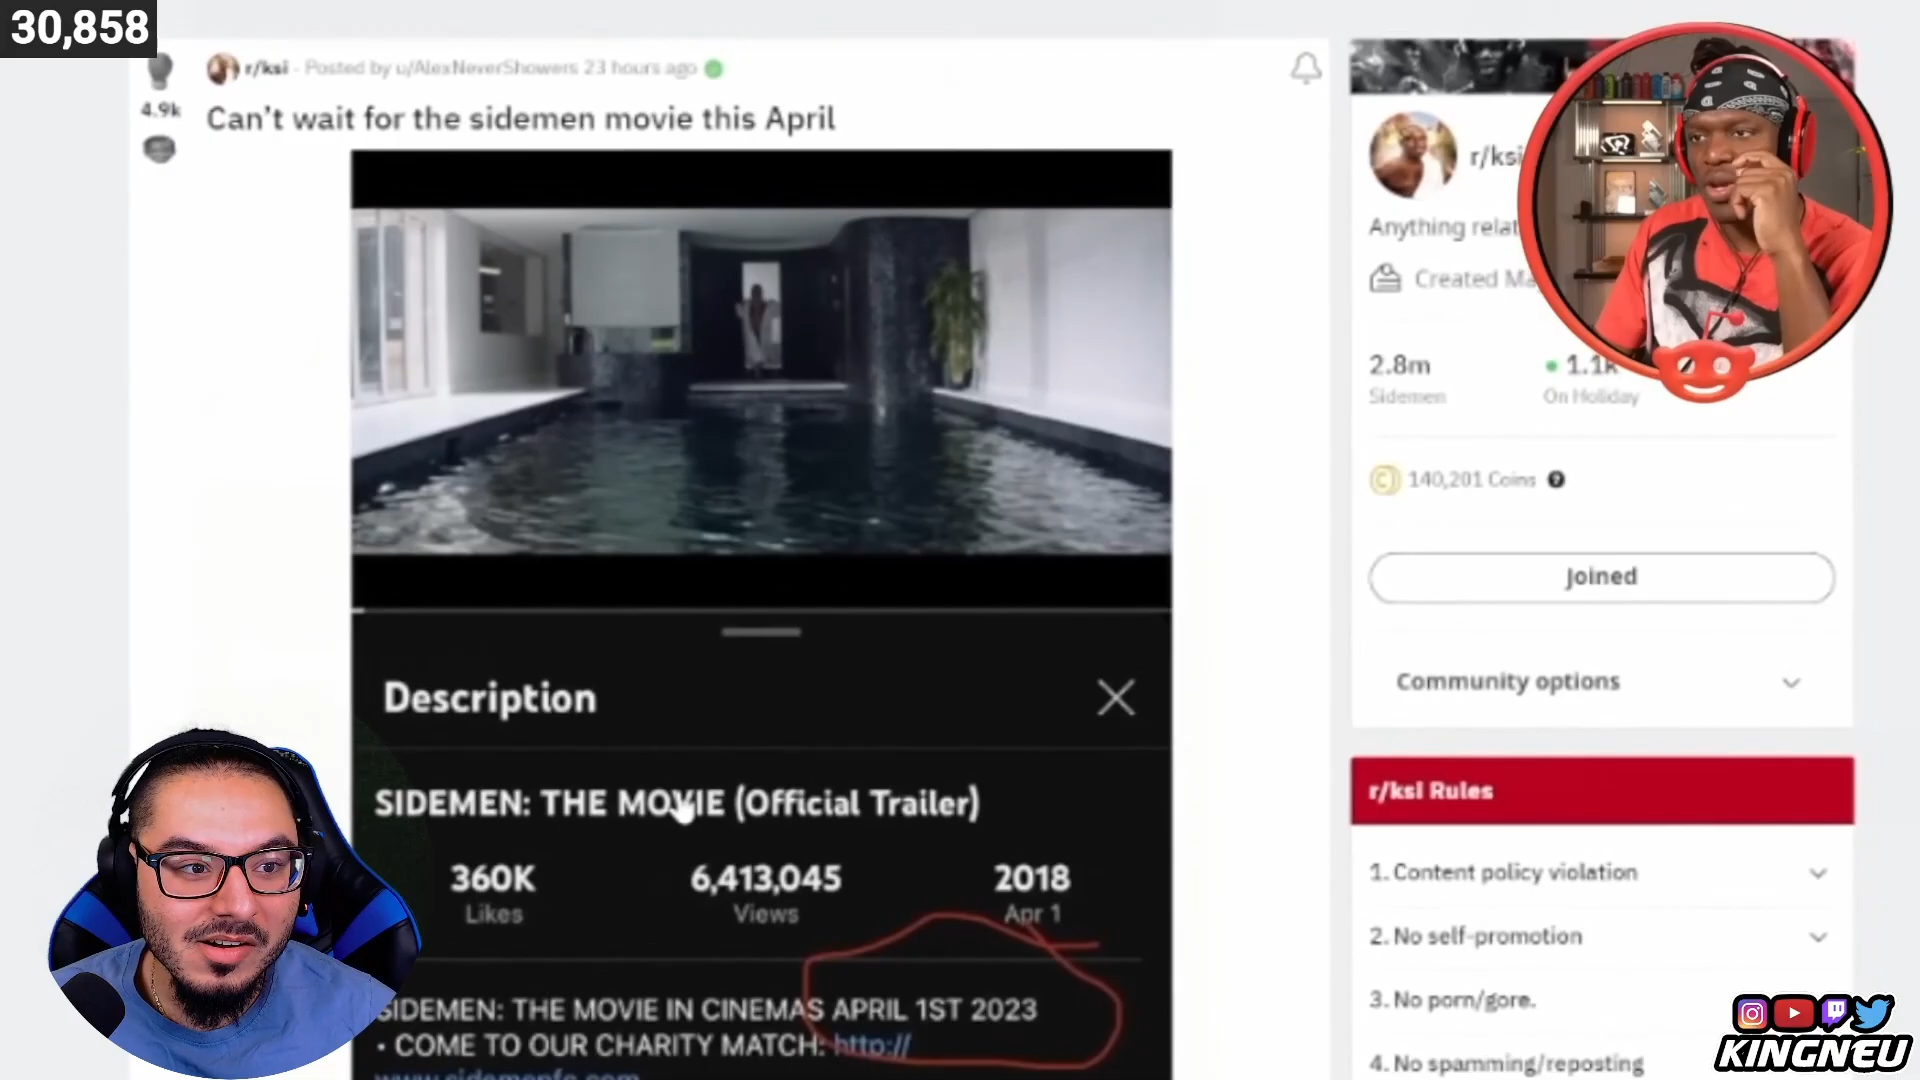 30,858
r/ksi - Posted by u/AlexNeverShowers 23 hours ago
4.9k
Can't wait for the sidemen movie this April
Description
SIDEMEN: THE MOVIE (Official Trailer)
360K
6,413,045
2018
Likes
Views
Apr 1
SIDEMEN: THE MOVIE IN CINEMAS APRIL 1ST 2023
• COME TO OUR CHARITY MATCH: http://
www.sidemenfc.com
r/ksi
Anything
Created
2.8m
1.1k
Sidemen
On Holiday
140,201 Coins
Joined
Community options
r/ksi Rules
1. Content policy violation
2. No self-promotion
3. No porn/gore.
4. No spamming/reposting
KINGNEU